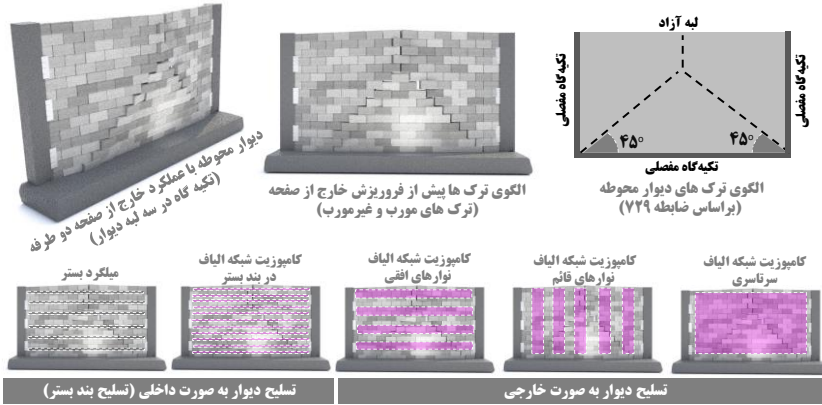 دیوار محوطه با عملکرد خارج از صفحه دو طرفه
(تکیه گاه در سه لبه دیوار)
الگوی ترک ها پیش از فروریزش خارج از صفحه
(ترک های مورب و غیرمورب)
لبه آزاد
تکیه‌گاه مفصلی
تکیه‌گاه مفصلی
۴۵°
۴۵°
تکیه‌گاه مفصلی
الگوی ترک های دیوار محوطه
(براساس ضابطه ۷۲۹)
میلگرد بستر
کامپوزیت شبکه الیاف
در بند بستر
کامپوزیت شبکه الیاف
نوارهای افقی
کامپوزیت شبکه الیاف
نوارهای قائم
کامپوزیت شبکه الیاف
سرتاسری
تسلیح دیوار به صورت داخلی (تسلیح بند بستر)
تسلیح دیوار به صورت خارجی